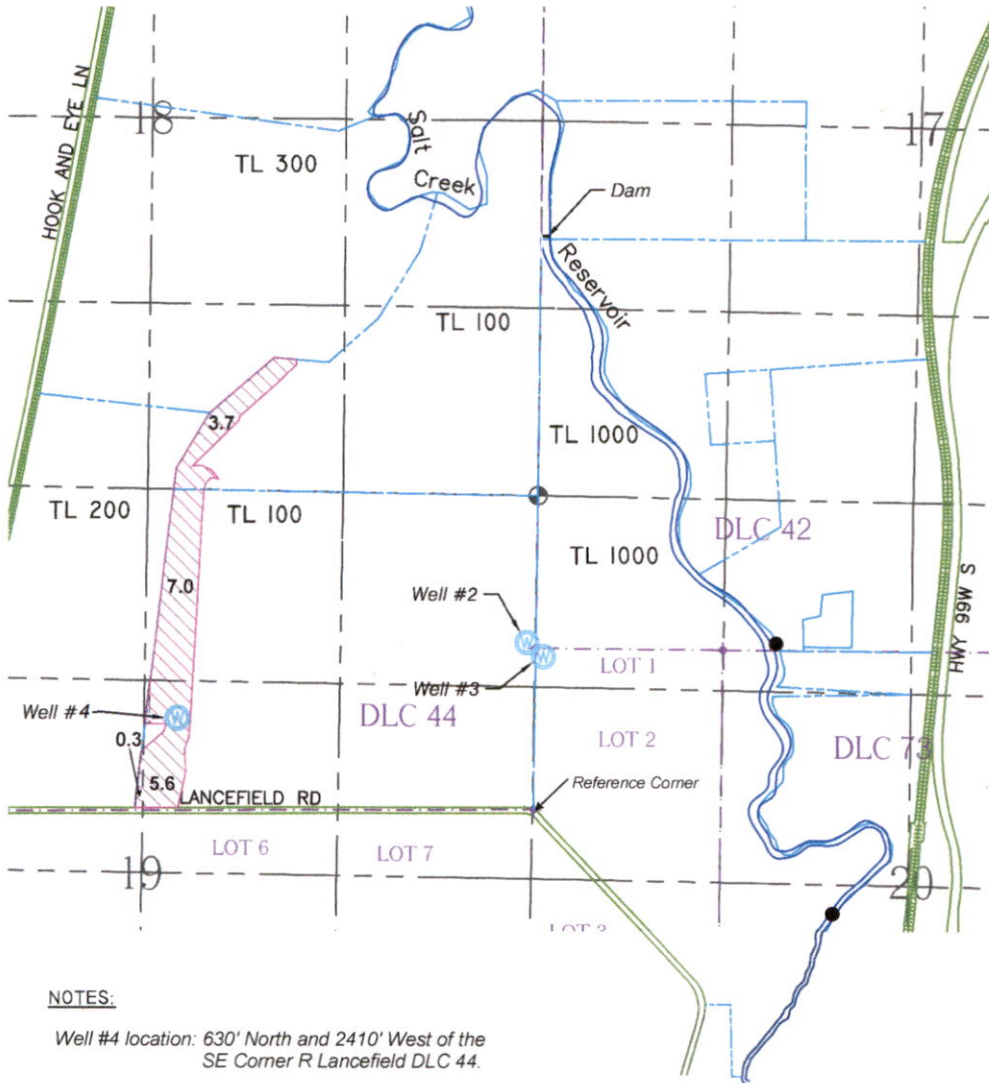 HOOK AND EYE LN
18
17
TL 300
Salt
Creek
Dam
Reservoir
TL 100
3.7
TL 1000
TL 200
TL 100
DLC 42
TL 1000
7.0
HWY 99W S
Well #2
W
W
LOT 1
Well #3
Well #4
W
DLC 44
LOT 2
DLC 73
0.3
5.6
LANCEFIELD RD
Reference Corner
LOT 6
LOT 7
19
20
LOT 3
NOTES:
Well #4 location: 630' North and 2410' West of the
SE Corner R Lancefield DLC 44.